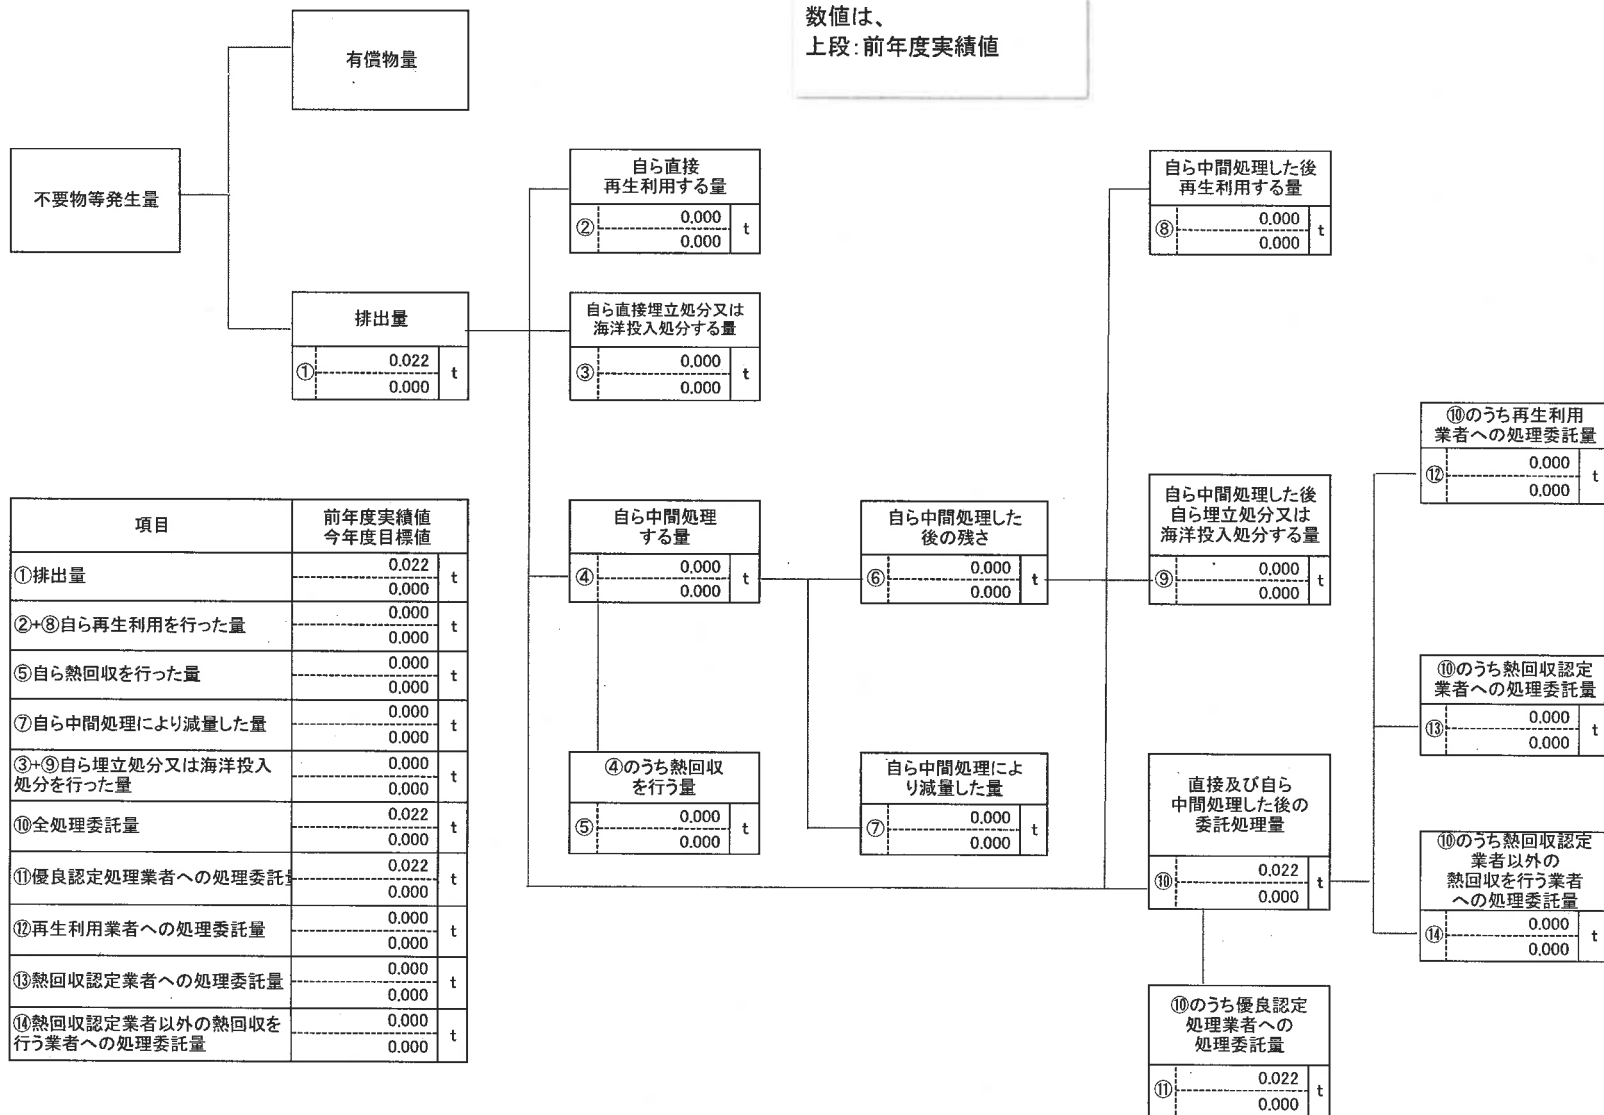 数値は、
上段：前年度実績値
有償物量
不要物等発生量
排出量
①
0.022
0.000
t
自ら直接
再生利用する量
②
0.000
0.000
t
自ら直接埋立処分又は
海洋投入処分する量
③
0.000
0.000
t
自ら中間処理
する量
④
0.000
0.000
t
④のうち熱回収
を行う量
⑤
0.000
0.000
t
自ら中間処理した
後の残さ
⑥
0.000
0.000
t
自ら中間処理によ
り減量した量
⑦
0.000
0.000
t
自ら中間処理した後
再生利用する量
⑧
0.000
0.000
t
自ら中間処理した後
自ら埋立処分又は
海洋投入処分する量
⑨
0.000
0.000
t
直接及び自ら
中間処理した後の
委託処理量
⑩
0.022
0.000
t
⑩のうち優良認定
処理業者への
処理委託量
⑪
0.022
0.000
t
⑩のうち再生利用
業者への処理委託量
⑫
0.000
0.000
t
⑩のうち熱回収認定
業者への処理委託量
⑬
0.000
0.000
t
⑩のうち熱回収認定
業者以外の
熱回収を行う業者
への処理委託量
⑭
0.000
0.000
t
項目
前年度実績値
今年度目標値
①排出量
0.022
0.000
t
②+⑧自ら再生利用を行った量
0.000
0.000
t
⑤自ら熱回収を行った量
0.000
0.000
t
⑦自ら中間処理により減量した量
0.000
0.000
t
③+⑨自ら埋立処分又は海洋投入
処分を行った量
0.000
0.000
t
⑩全処理委託量
0.022
0.000
t
⑪優良認定処理業者への処理委託
0.022
0.000
t
⑫再生利用業者への処理委託量
0.000
0.000
t
⑬熱回収認定業者への処理委託量
0.000
0.000
t
⑭熱回収認定業者以外の熱回収を
行う業者への処理委託量
0.000
0.000
t